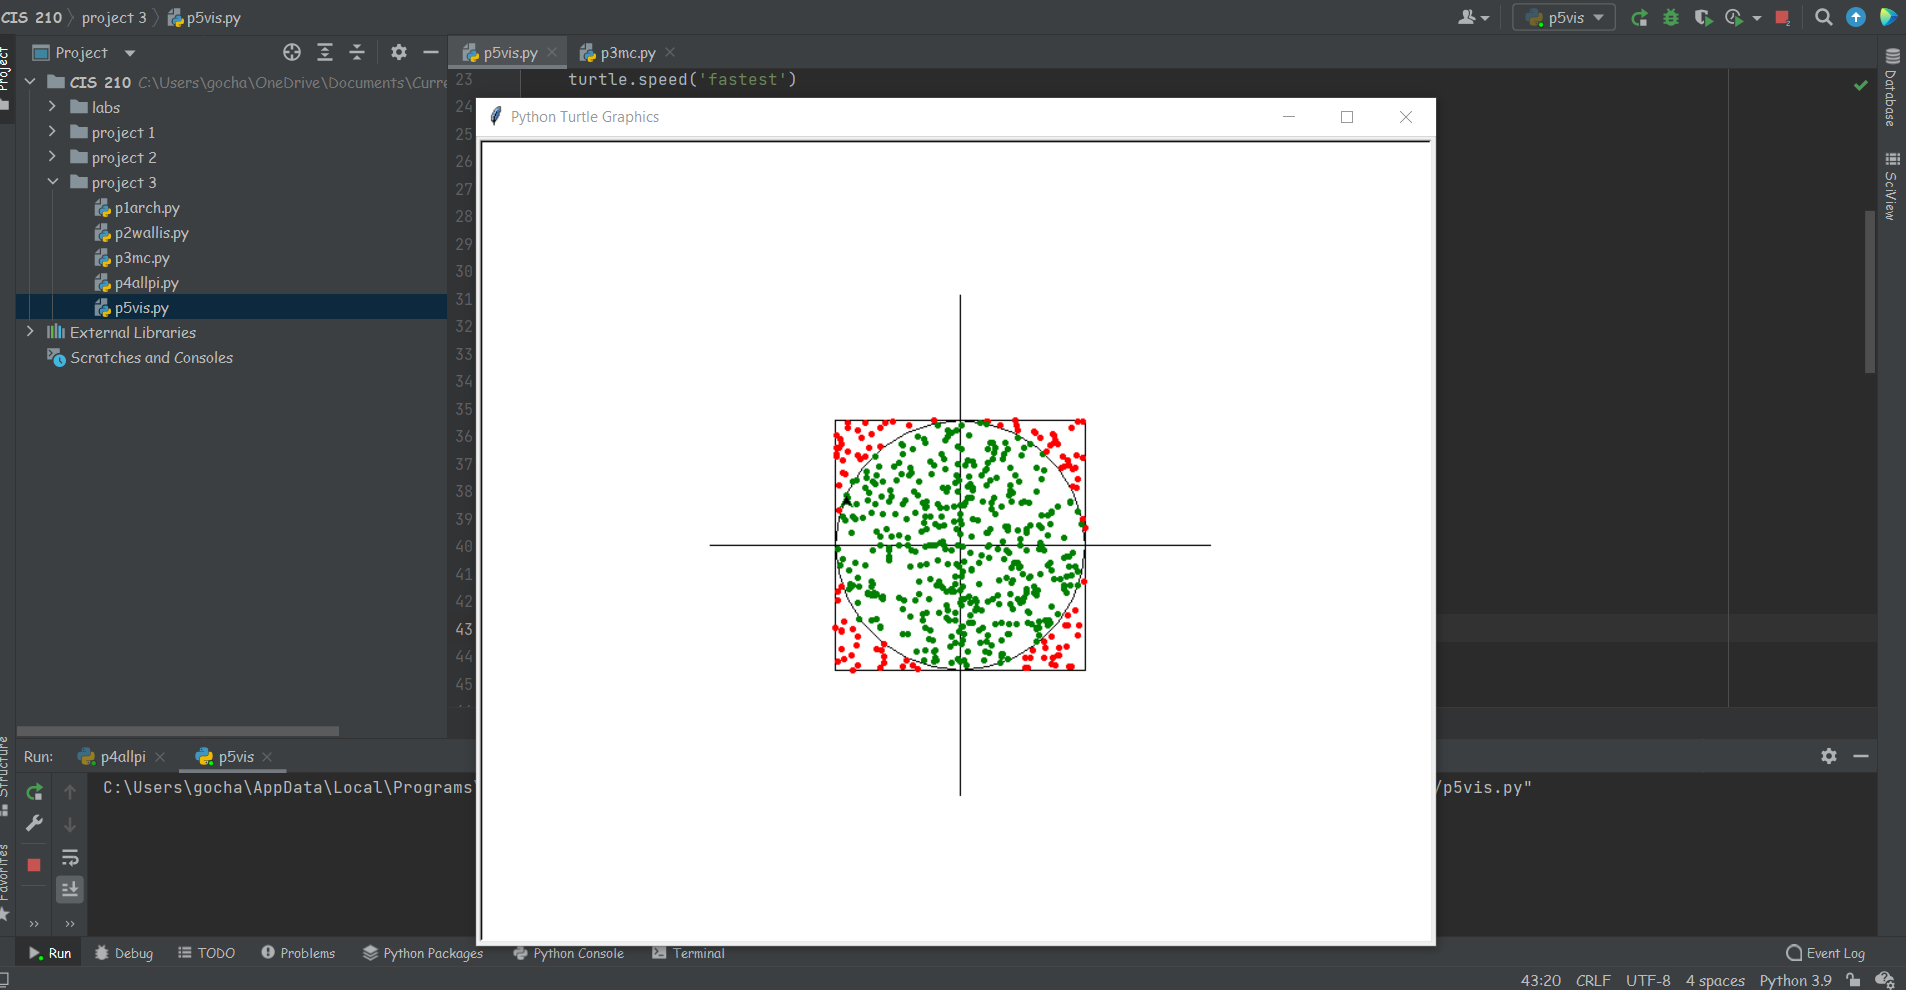 CIS 210 project 3 p5vis.py p5vis
Project
Project
p5vis.py p3mc.py
CIS 210 C:\Users\gocha\OneDrive\Documents\Curre
labs
project 1
project 2
project 3
p1arch.py
p2wallis.py
p3mc.py
p4allpi.py
p5vis.py
External Libraries
Scratches and Consoles
23 turtle.speed('fastest')
24
25
26
27
28
29
30
31
32
33
34
35
36
37
38
39
40
41
42
43
44
45
Python Turtle Graphics
Database
SciView
Structure
Favorites
Run: p4allpi p5vis
C:\Users\gocha\AppData\Local\Programs /p5vis.py"
Run Debug TODO Problems Python Packages Python Console Terminal Event Log
43:20 CRLF UTF-8 4 spaces Python 3.9